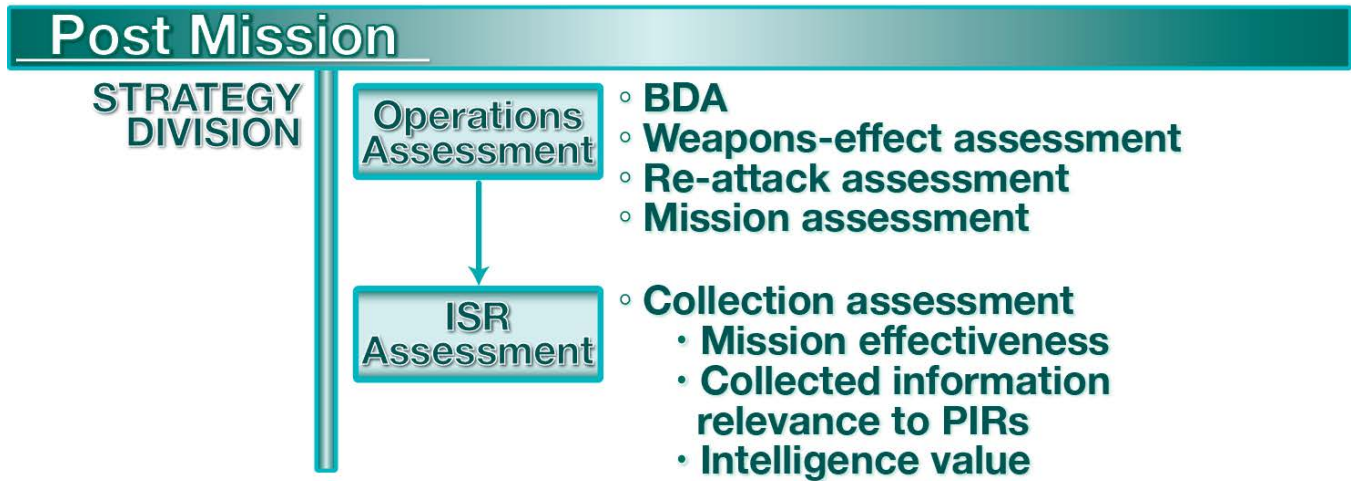 Post Mission
STRATEGY
DIVISION
Operations
Assessment
◦ BDA
◦ Weapons-effect assessment
◦ Re-attack assessment
◦ Mission assessment
ISR
Assessment
◦ Collection assessment
· Mission effectiveness
· Collected information
relevance to PIRs
· Intelligence value